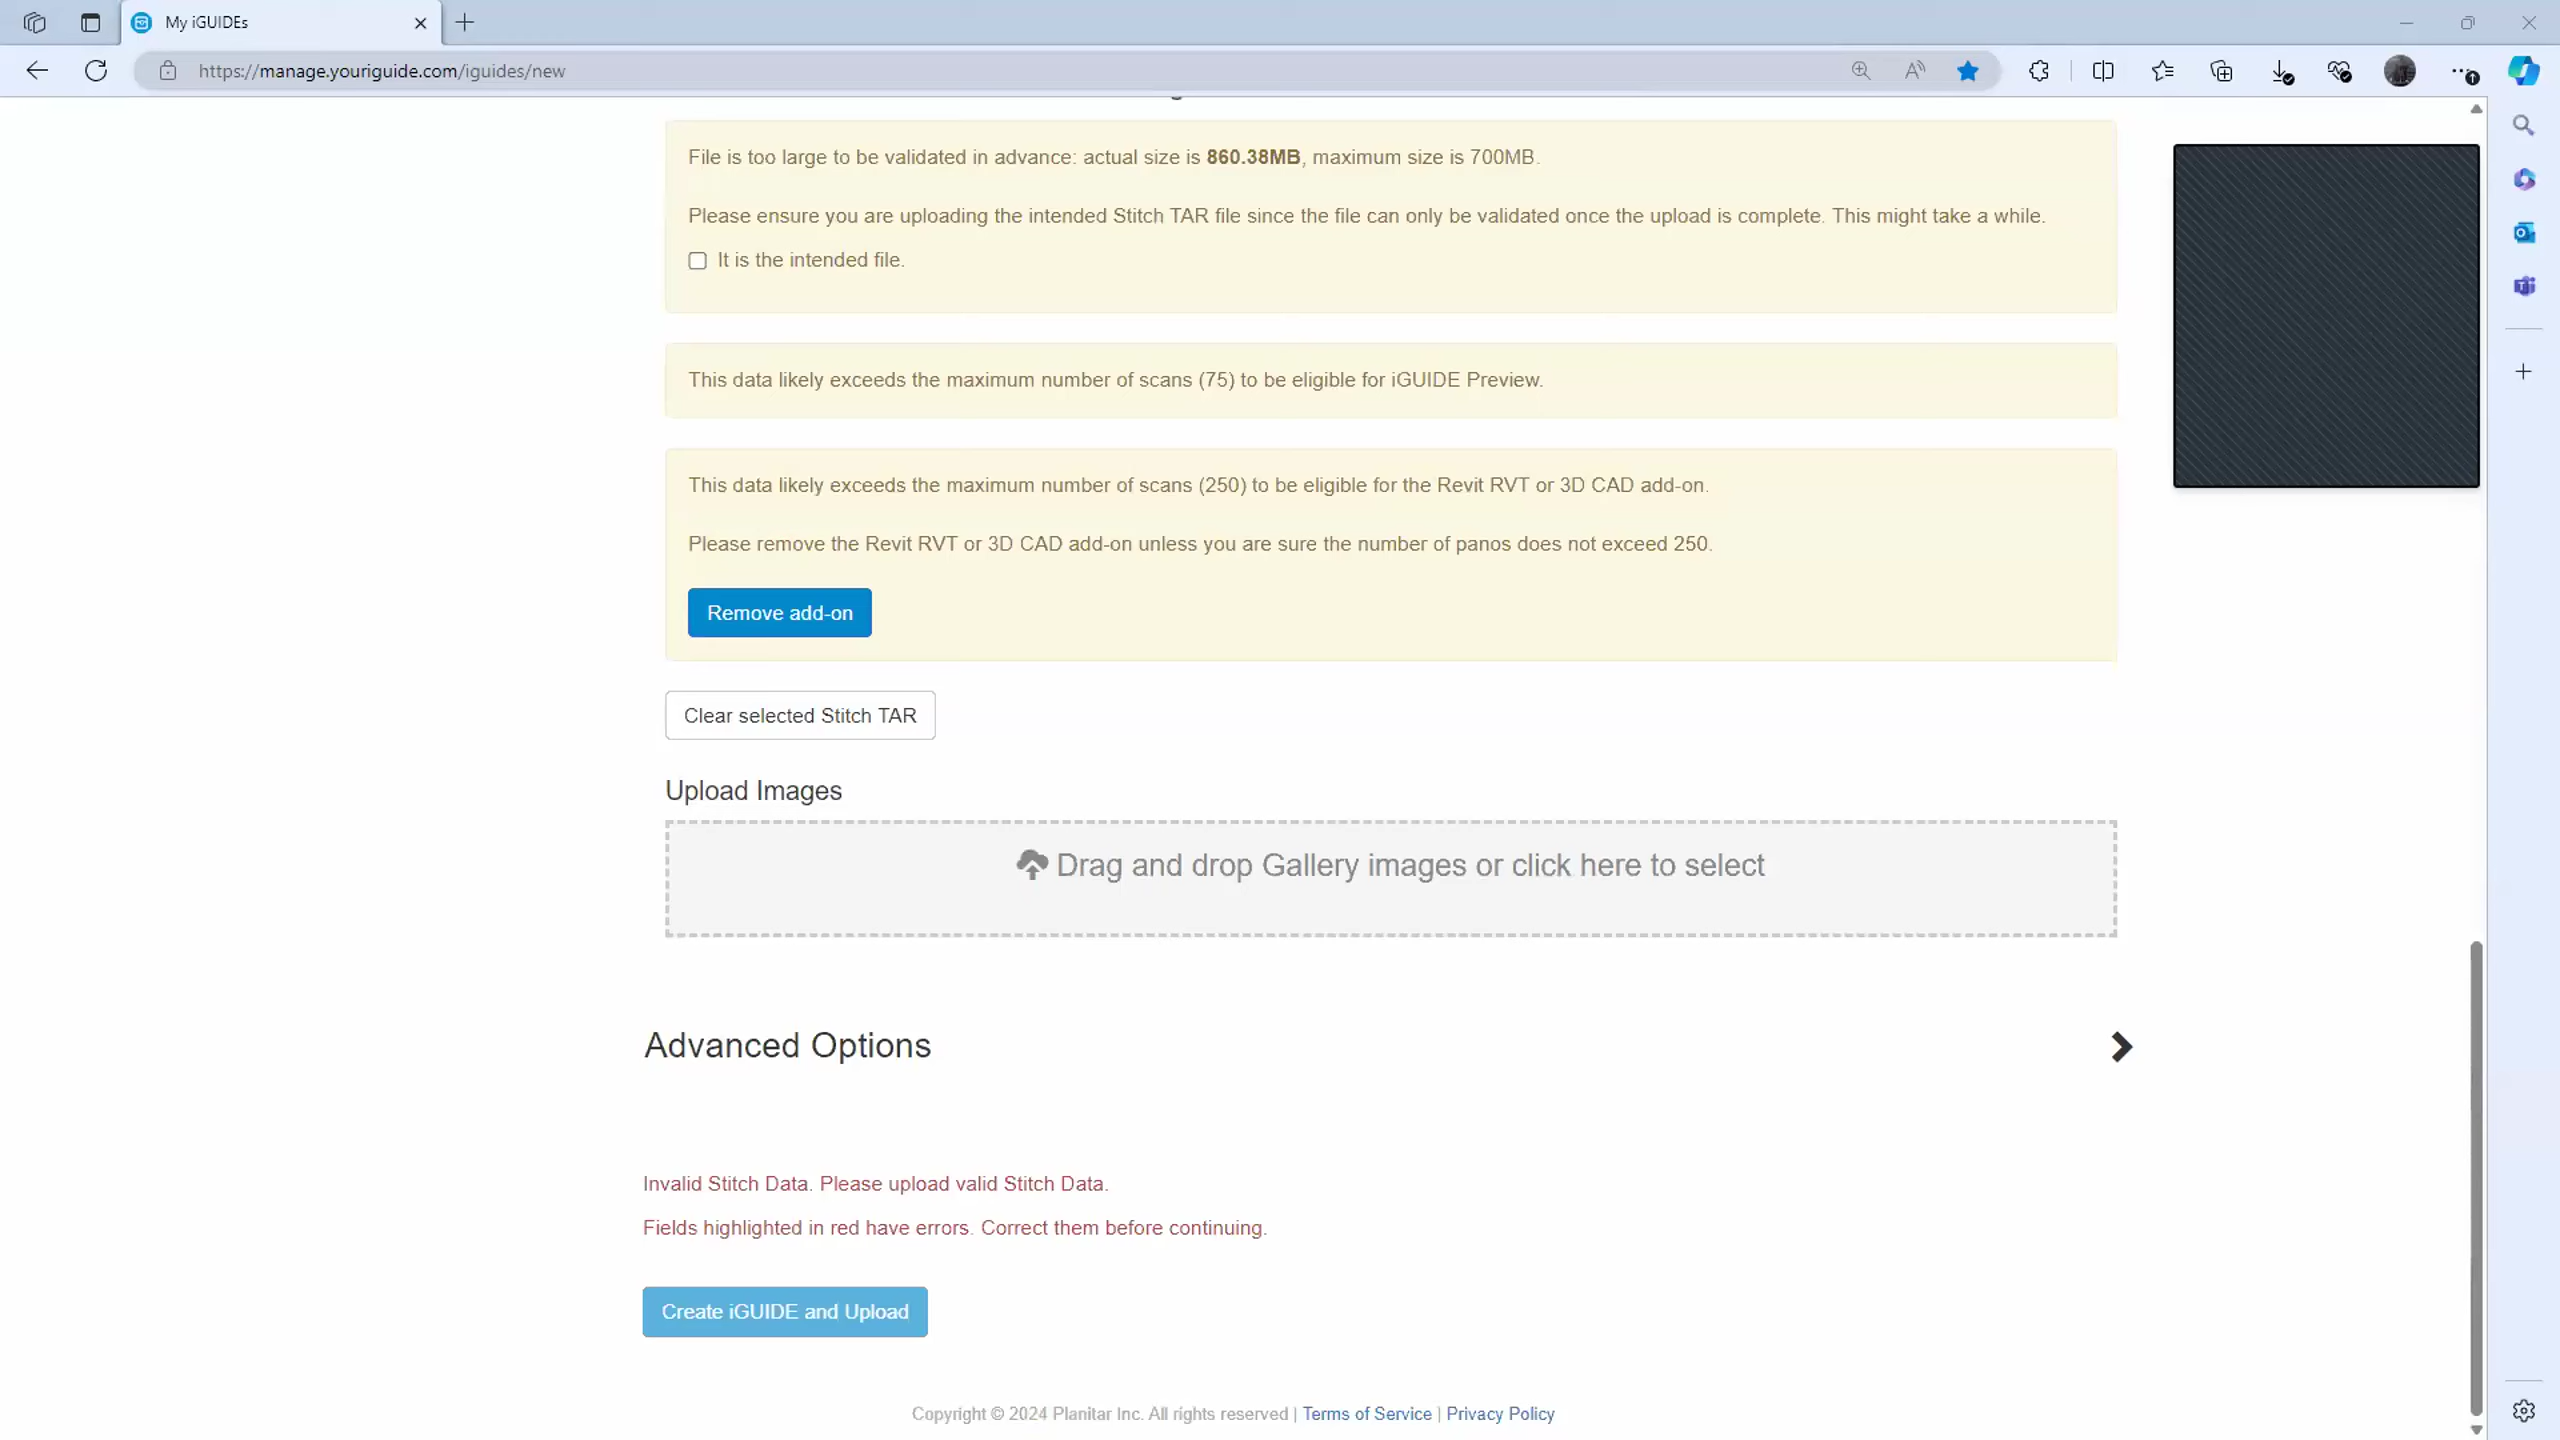 My iGUIDEs
https://manage.youriguide.com/iguides/new
File is too large to be validated in advance: actual size is 860.38MB, maximum size is 700MB.
Please ensure you are uploading the intended Stitch TAR file since the file can only be validated once the upload is complete. This might take a while.
It is the intended file.
This data likely exceeds the maximum number of scans (75) to be eligible for iGUIDE Preview.
This data likely exceeds the maximum number of scans (250) to be eligible for the Revit RVT or 3D CAD add-on.
Please remove the Revit RVT or 3D CAD add-on unless you are sure the number of panos does not exceed 250.
Remove add-on
Clear selected Stitch TAR
Upload Images
Drag and drop Gallery images or click here to select
Advanced Options
Invalid Stitch Data. Please upload valid Stitch Data.
Fields highlighted in red have errors. Correct them before continuing.
Create iGUIDE and Upload
Copyright © 2024 Planitar Inc. All rights reserved | Terms of Service | Privacy Policy